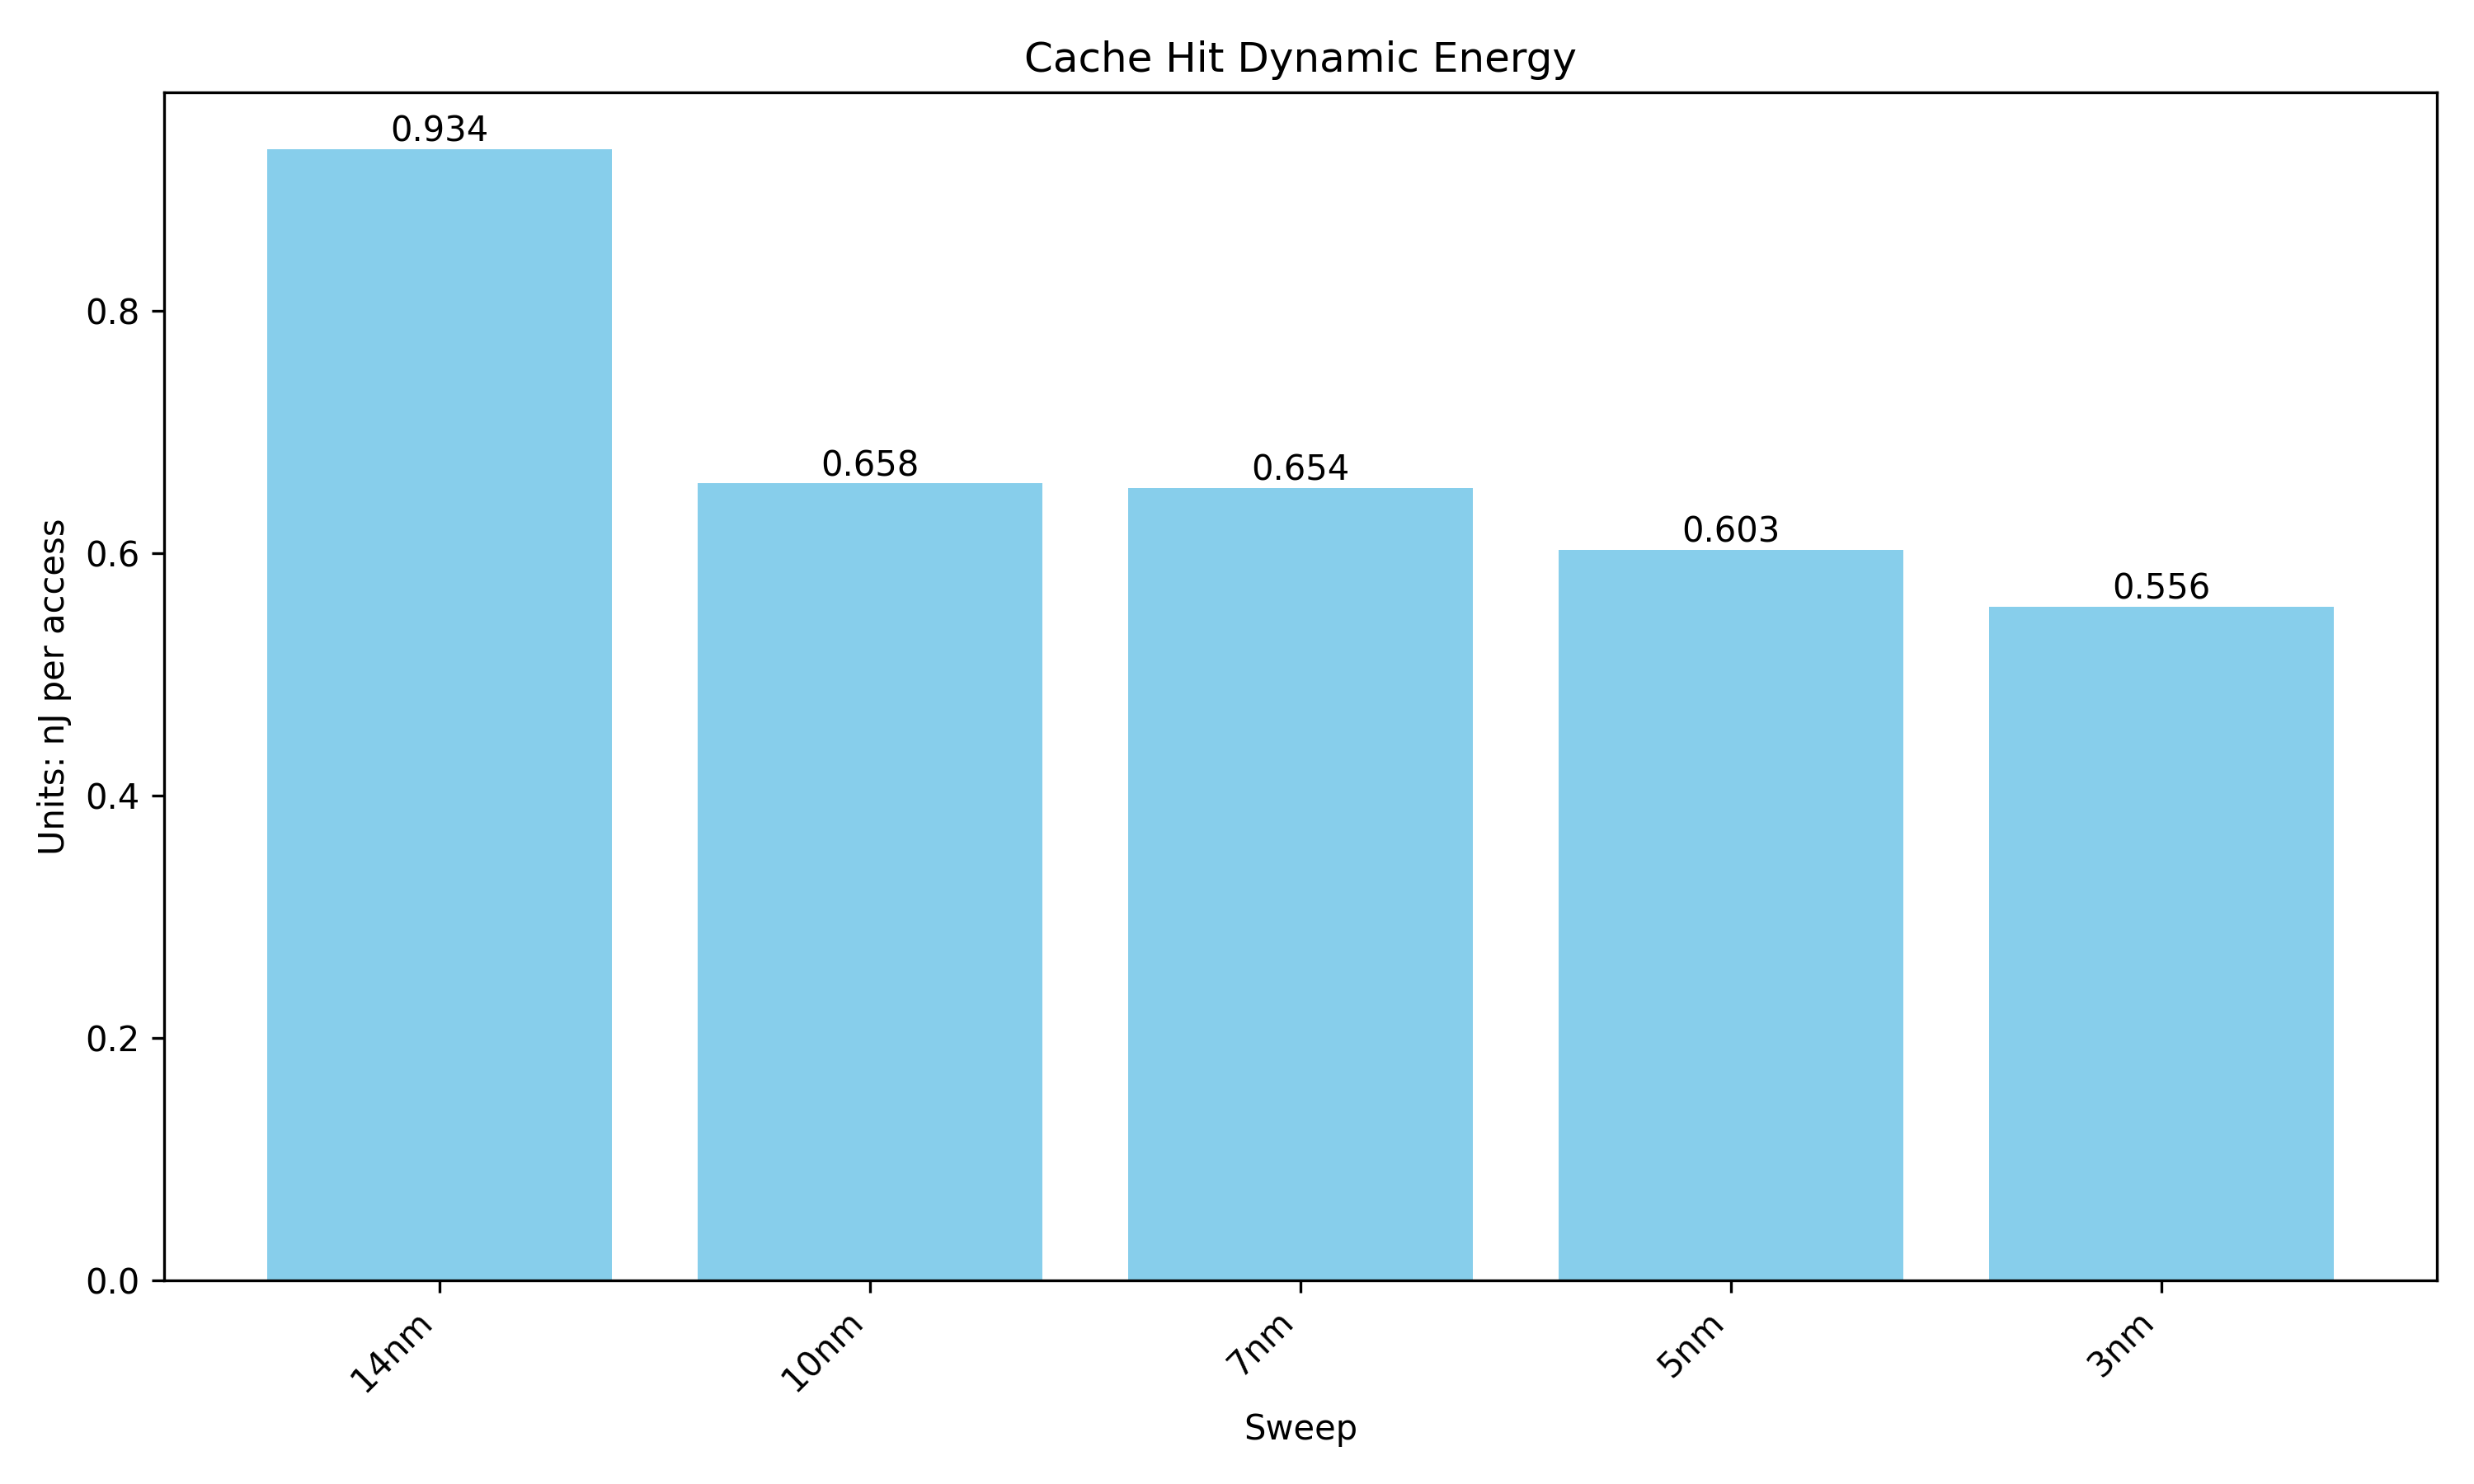 Cache Hit Dynamic Energy
Units: nJ per access
0.8
0.6
0.4
0.2
0.0
0.934
0.658
0.654
0.603
0.556
14nm
10nm
7nm
5nm
3nm
Sweep